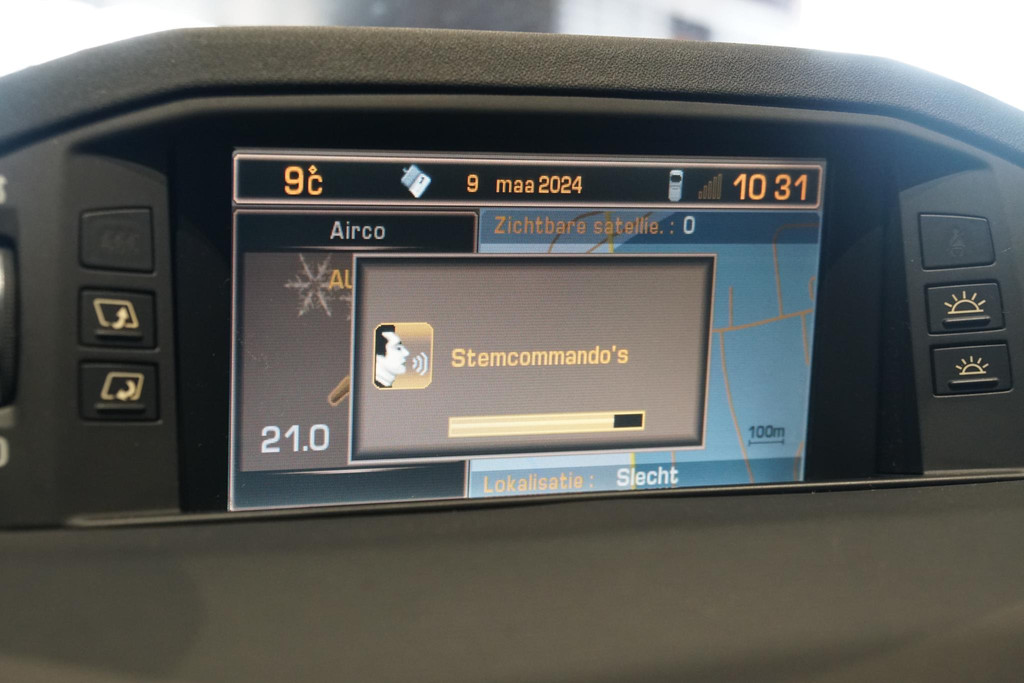 9°C 9 maa 2024 10 31
Airco
Zichtbare satellie. : 0
Stemcommando's
21.0
100m
Lokalisatie : Slecht